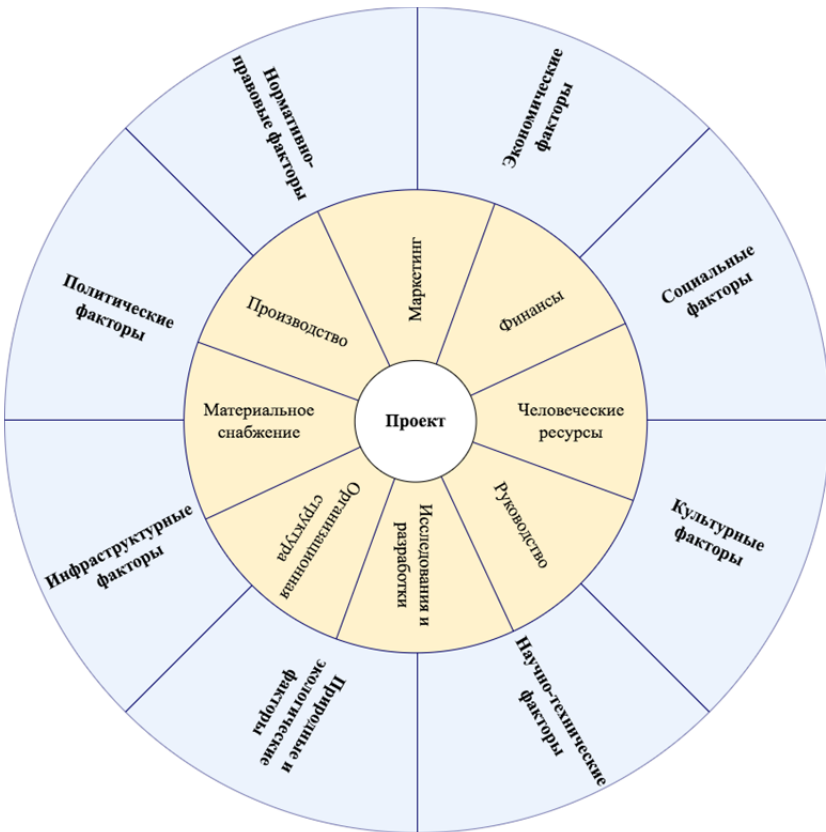 Нормативно-
правовые факторы
Экономические
факторы
Социальные
факторы
Культурные
факторы
Научно-технические
факторы
Природные и
экологические
факторы
Инфраструктурные
факторы
Политические
факторы
Маркстинг
Финансы
Человеческие
ресурсы
Руководство
Исследования и
разработки
Организационная
структура
Материальное
снабжение
Производство
Проект